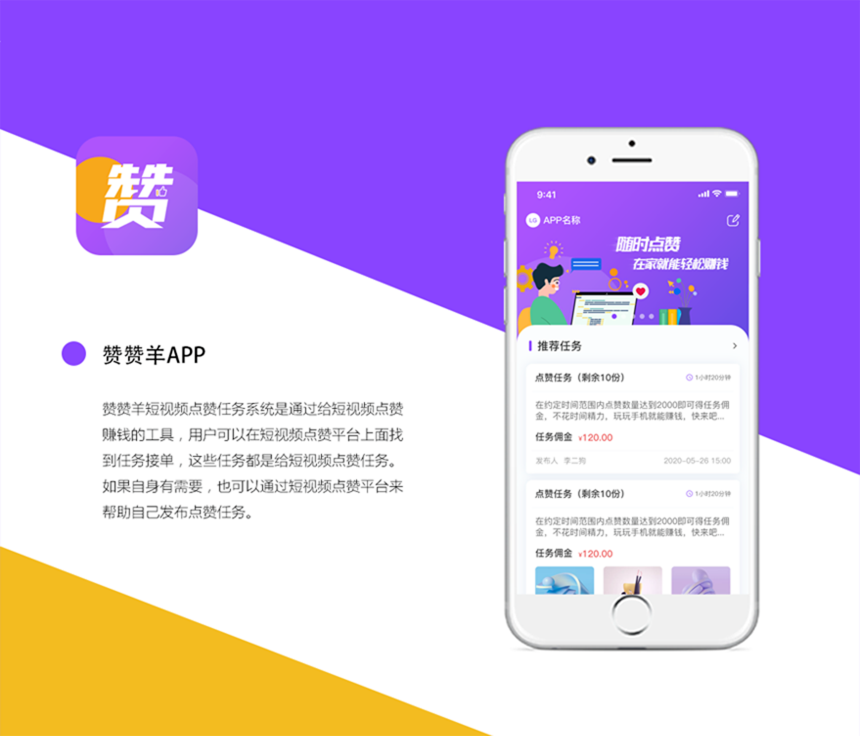 赞
赞赞羊APP
赞赞羊短视频点赞任务系统是通过给短视频点赞
赚钱的工具，用户可以在短视频点赞平台上面找
到任务接单，这些任务都是给短视频点赞任务。
如果自身有需要，也可以通过短视频点赞平台来
帮助自己发布点赞任务。
9:41
LG APP名称
随时点赞
在家就能轻松赚钱
推荐任务
点赞任务（剩余10份） 1小时20分钟
在约定时间范围内点赞数量达到2000即可得任务佣
金，不花时间精力，玩玩手机就能赚钱，快来吧...
任务佣金 ¥120.00
发布人 李二狗 2020-05-26 15:00
点赞任务（剩余10份） 1小时20分钟
在约定时间范围内点赞数量达到2000即可得任务佣
金，不花时间精力，玩玩手机就能赚钱，快来吧...
任务佣金 ¥120.00